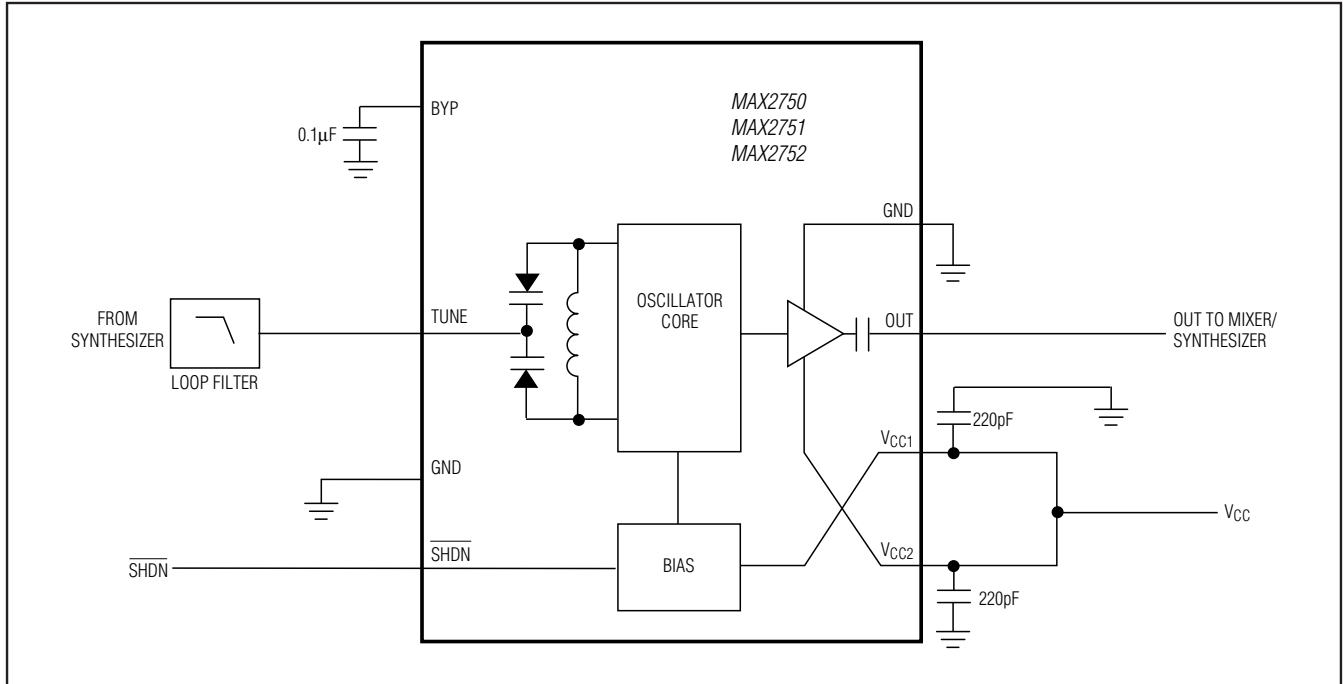 BYP
0.1μF
MAX2750
MAX2751
MAX2752
GND
OSCILLATOR
CORE
FROM
SYNTHESIZER
LOOP FILTER
TUNE
OUT
OUT TO MIXER/
SYNTHESIZER
220pF
VCC1
GND
VCC
SHDN
SHDN
BIAS
VCC2
220pF